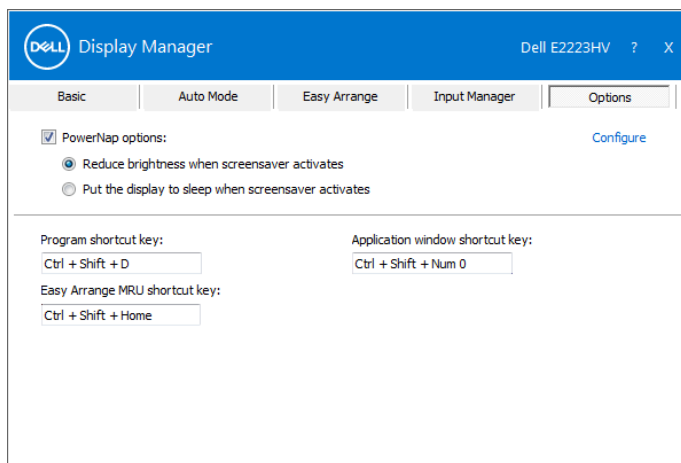 DELL Display Manager Dell E2223HV ? X
Basic Auto Mode Easy Arrange Input Manager Options
PowerNap options: Configure
Reduce brightness when screensaver activates
Put the display to sleep when screensaver activates
Program shortcut key: Application window shortcut key:
Ctrl + Shift + D Ctrl + Shift + Num 0
Easy Arrange MRU shortcut key:
Ctrl + Shift + Home